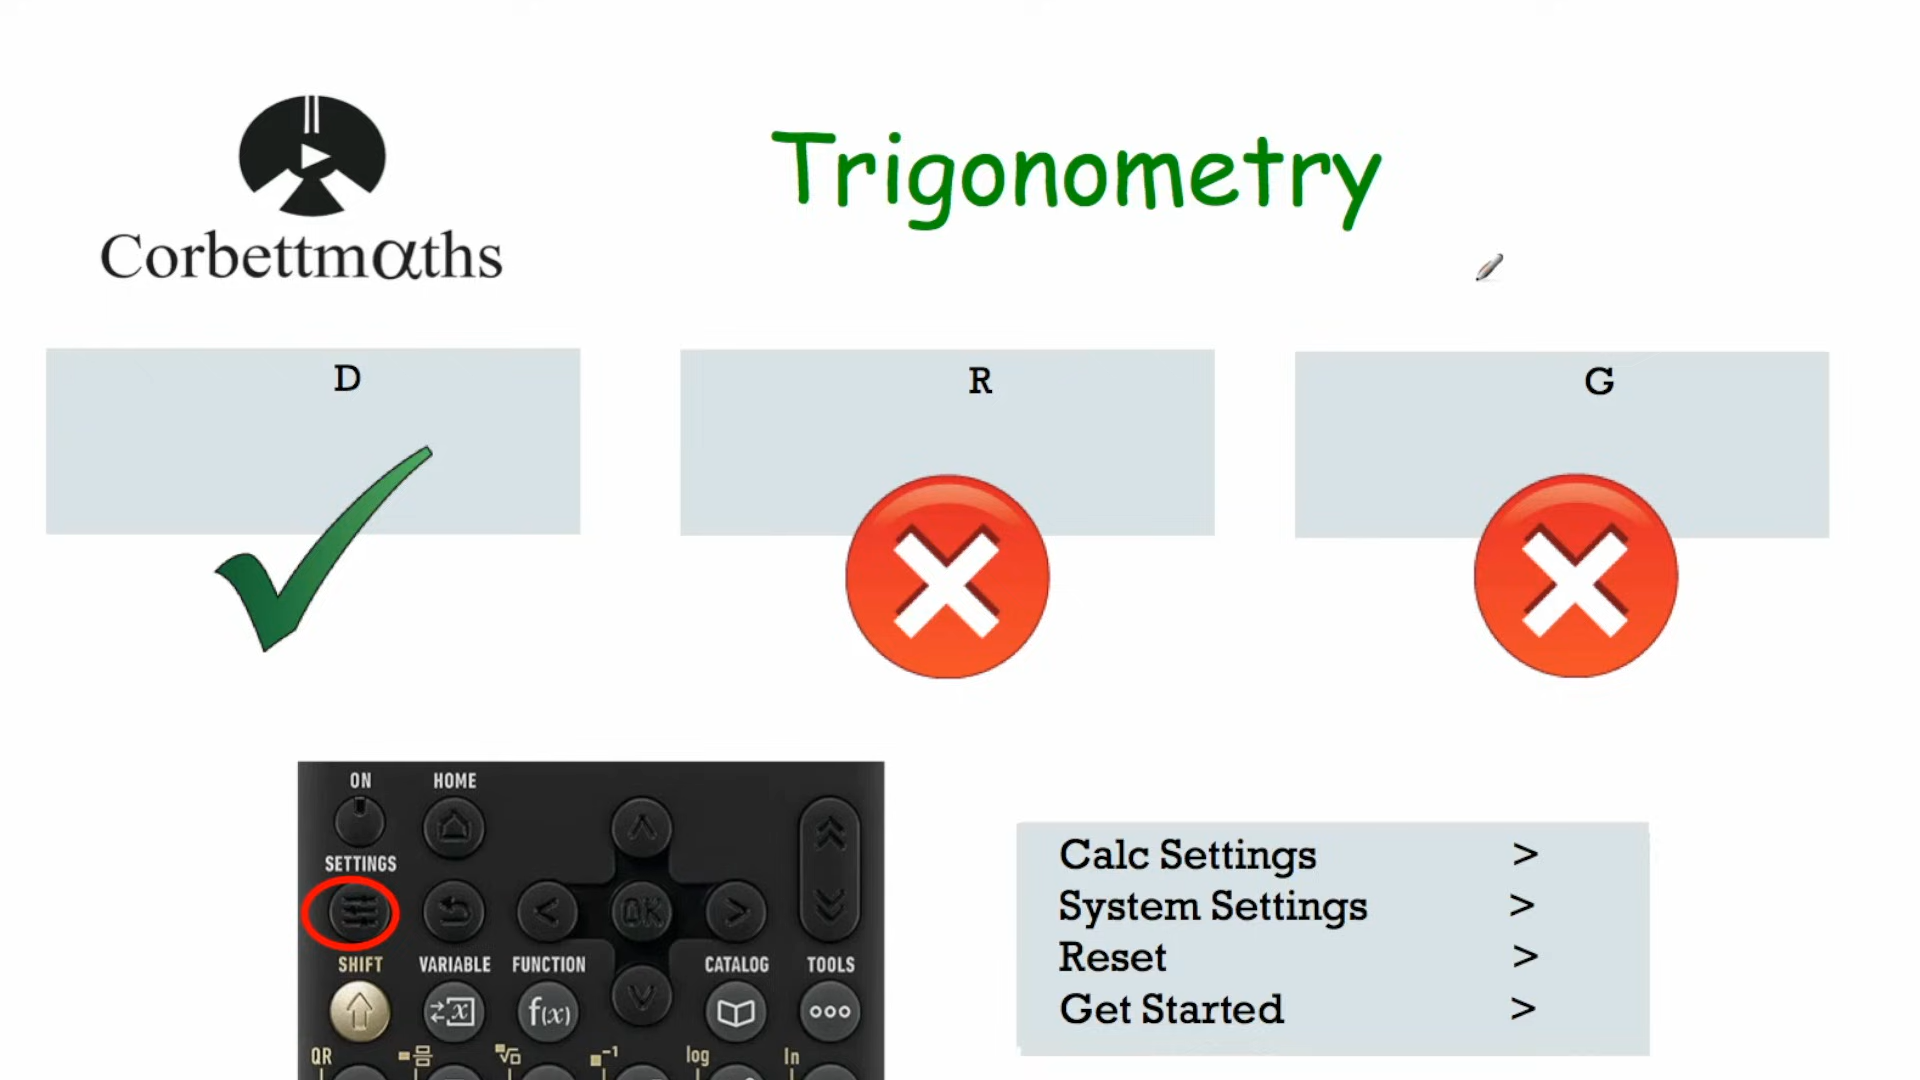 Corbettmαths
Trigonometry
D
R
G
ON
HOME
SETTINGS
OK
SHIFT
VARIABLE
FUNCTION
CATALOG
TOOLS
x
f(x)
QR
√
-1
log
ln
Calc Settings >
System Settings >
Reset >
Get Started >